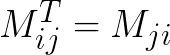 $M_{ij}^{T} = M_{ji}$